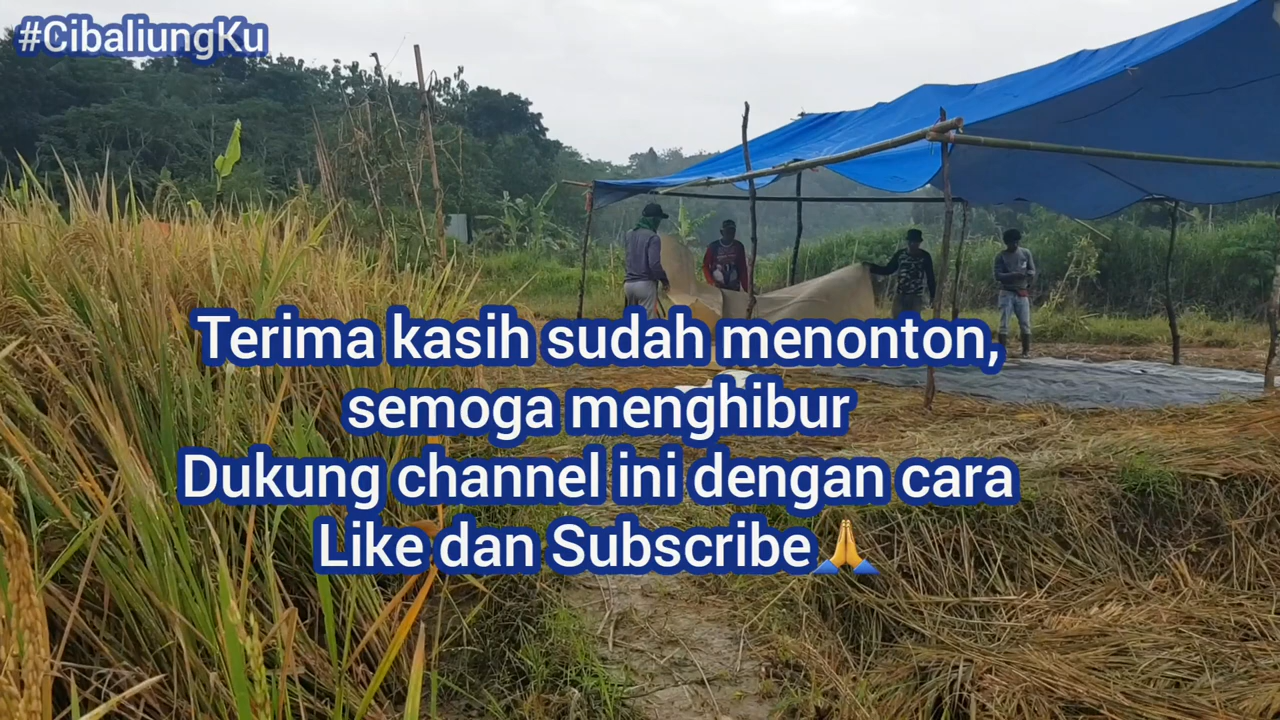 #CibaliungKu
Terima kasih sudah menonton,
semoga menghibur
Dukung channel ini dengan cara
Like dan Subscribe🙏